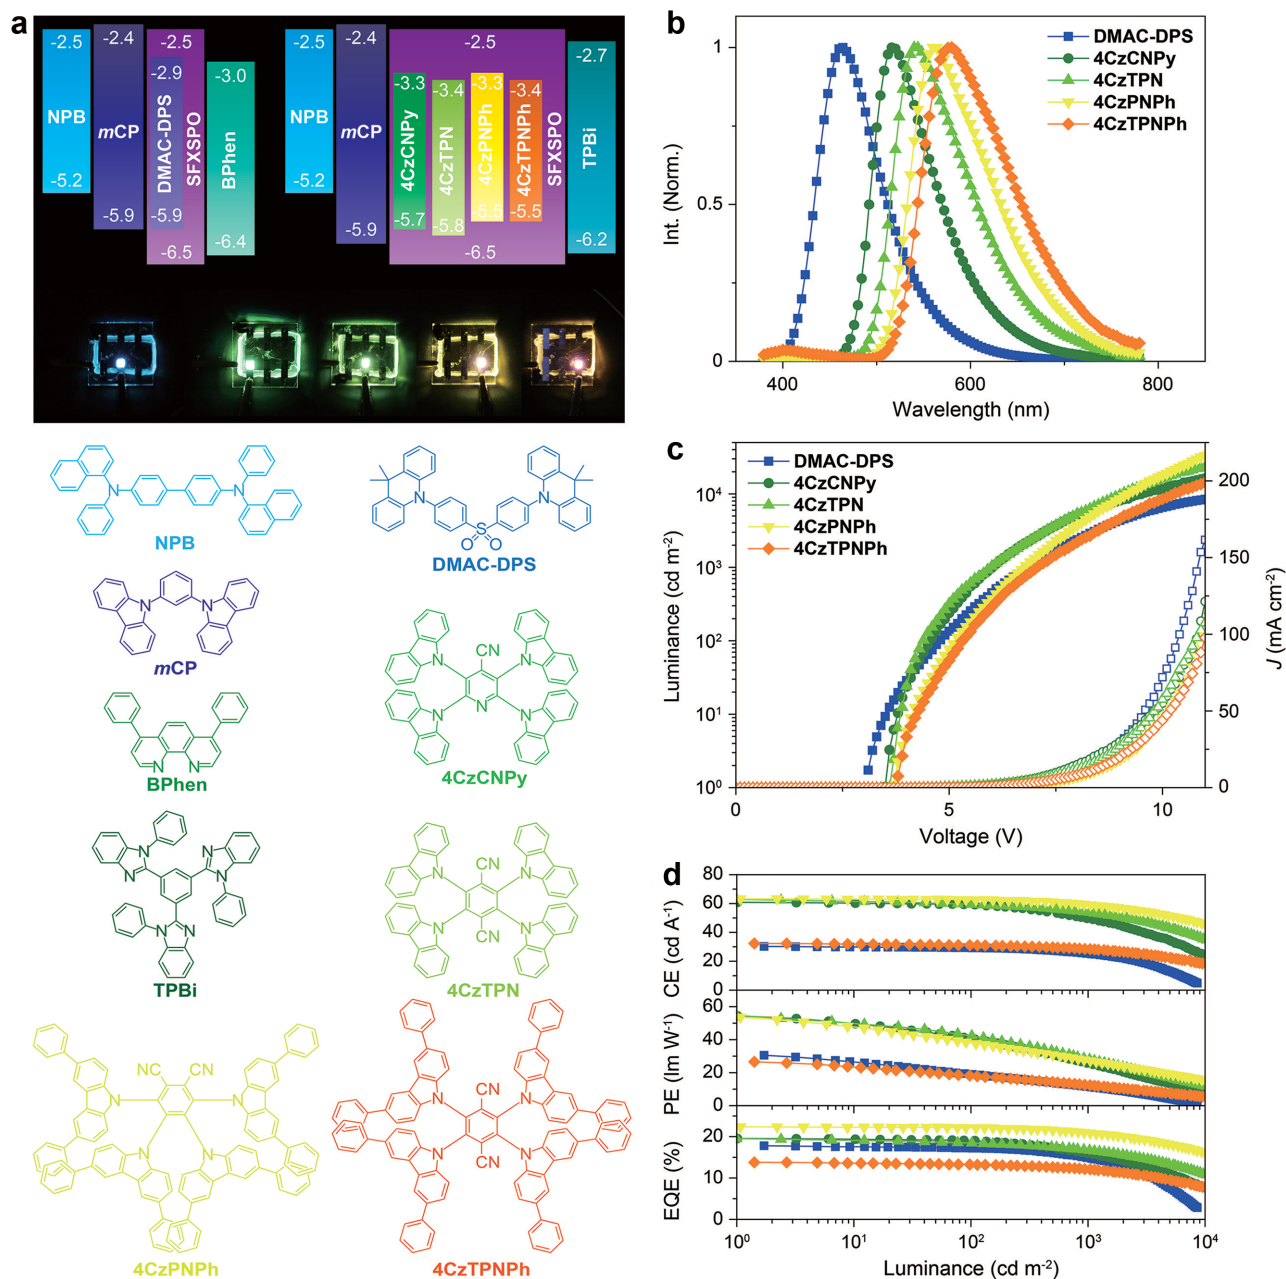 a
-2.5
-2.4
-2.5
-2.9
-3.0
NPB
mCP
DMAC-DPS
SFXSPO
BPhen
-5.2
-5.9
-5.9
-6.5
-6.4
-2.5
-2.4
-2.5
-2.7
-3.3
-3.4
-3.3
-3.4
NPB
mCP
4CzCNPy
4CzTPN
4CzPNPh
4CzTPNPh
SFXSPO
TPBi
-5.2
-5.9
-5.7
-5.8
-5.5
-5.5
-6.5
-6.2
N
N
NPB
N
N
S
O
O
DMAC-DPS
N
N
mCP
CN
N
N
N
N
N
4CzCNPy
N
N
BPhen
N
N
N
N
N
N
TPBi
CN
N
N
N
N
CN
4CzTPN
NC
CN
N
N
N
N
4CzPNPh
CN
N
N
N
N
CN
4CzTPNPh
b
DMAC-DPS
4CzCNPy
4CzTPN
4CzPNPh
4CzTPNPh
1
0.5
0
Int. (Norm.)
400
600
800
Wavelength (nm)
c
DMAC-DPS
4CzCNPy
4CzTPN
4CzPNPh
4CzTPNPh
10⁴
10³
10²
10¹
10⁰
Luminance (cd m⁻²)
200
150
100
50
0
J (mA cm⁻²)
0
5
10
Voltage (V)
d
80
60
40
20
0
CE (cd A⁻¹)
60
40
20
0
PE (lm W⁻¹)
20
10
0
EQE (%)
10⁰
10¹
10²
10³
10⁴
Luminance (cd m⁻²)